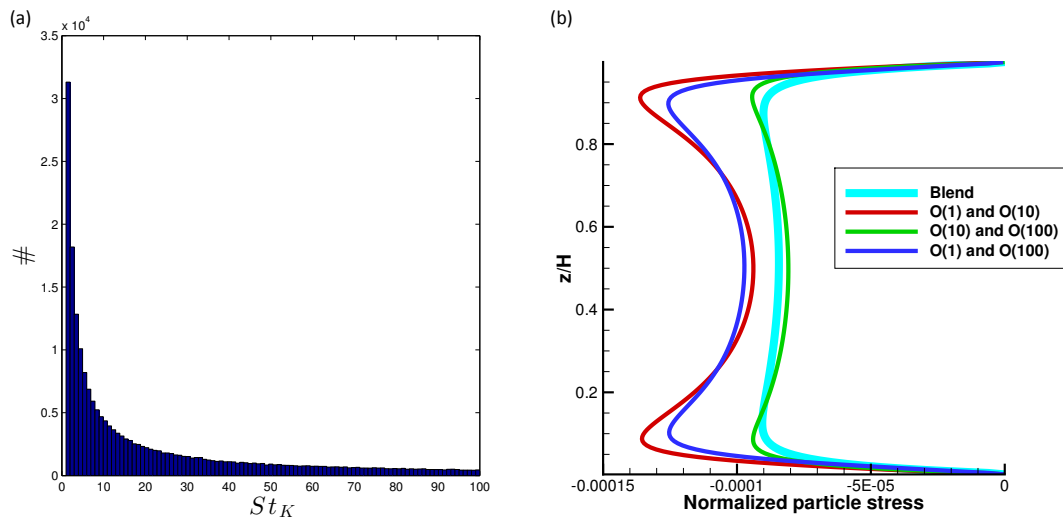 (a)
x 10^4
3.5
3
2.5
2
1.5
1
0.5
0
#
0 10 20 30 40 50 60 70 80 90 100
St_K
(b)
0.8
0.6
0.4
0.2
z/H
Blend
O(1) and O(10)
O(10) and O(100)
O(1) and O(100)
-0.00015 -0.0001 -5E-05 0
Normalized particle stress